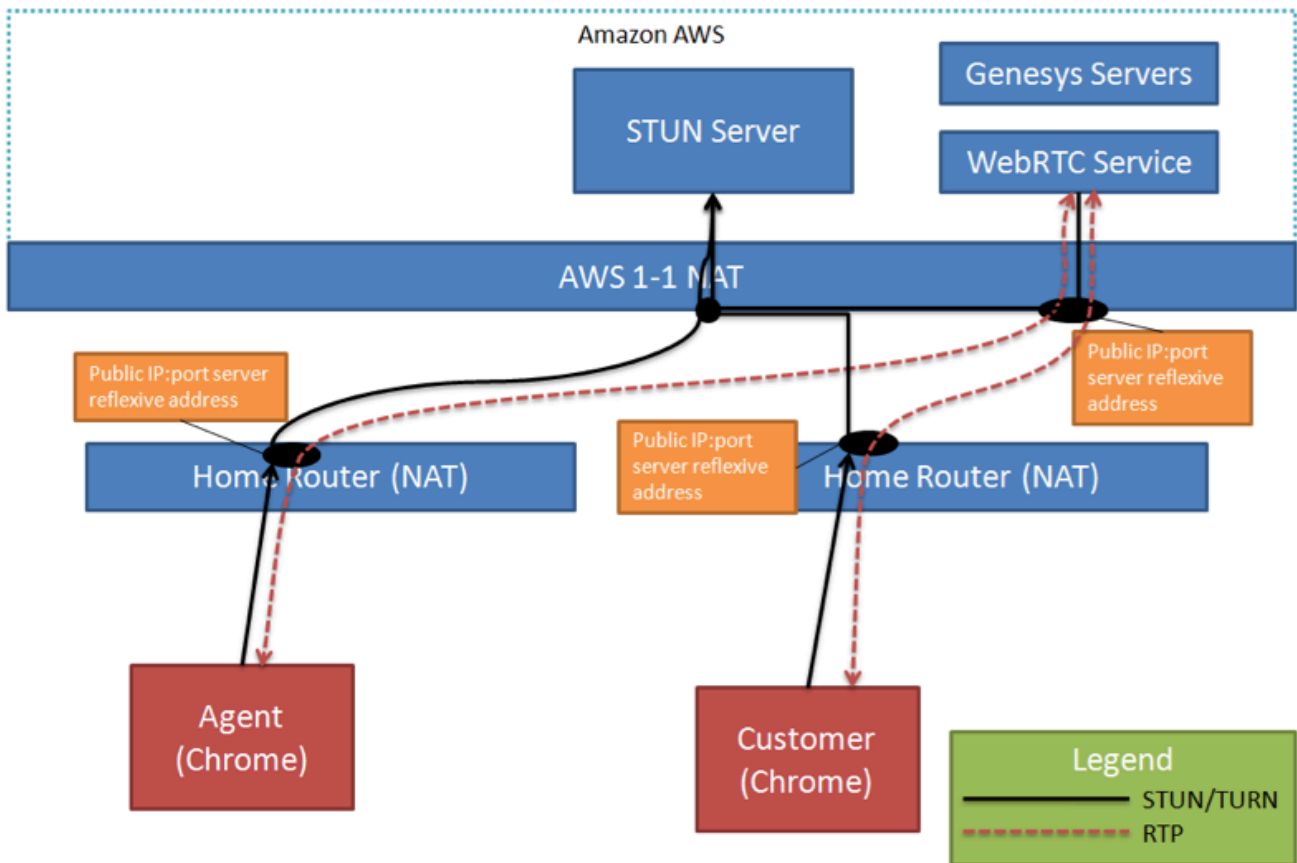 Amazon AWS
STUN Server
Genesys Servers
WebRTC Service
AWS 1-1 NAT
Public IP:port server
reflexive address
Public IP:port
server reflexive
address
Public IP:port
server reflexive
address
Home Router (NAT)
Home Router (NAT)
Agent
(Chrome)
Customer
(Chrome)
Legend
STUN/TURN
RTP